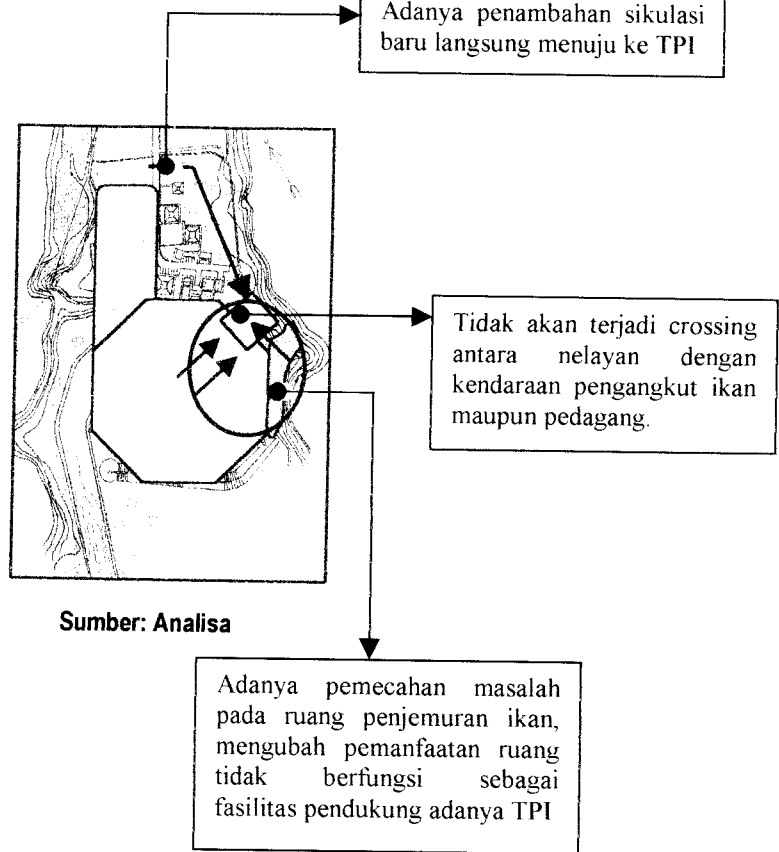 Adanya penambahan sikulasi
baru langsung menuju ke TPI
Tidak akan terjadi crossing
antara nelayan dengan
kendaraan pengangkut ikan
maupun pedagang.
Sumber: Analisa
Adanya pemecahan masalah
pada ruang penjemuran ikan,
mengubah pemanfaatan ruang
tidak berfungsi sebagai
fasilitas pendukung adanya TPI